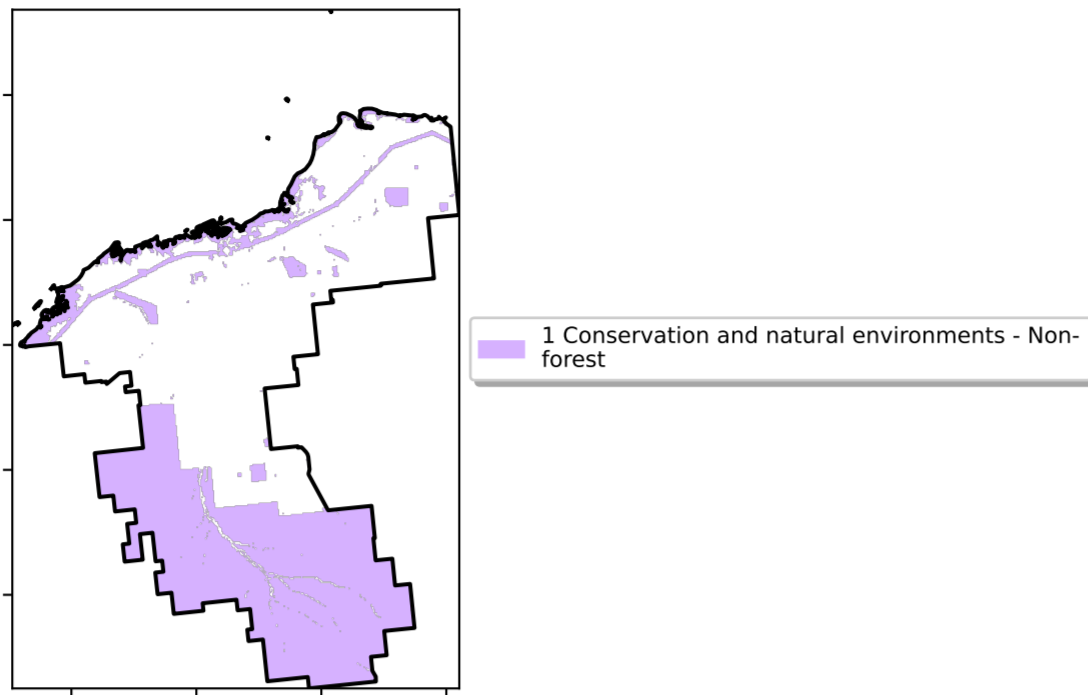 1 Conservation and natural environments - Non-
forest